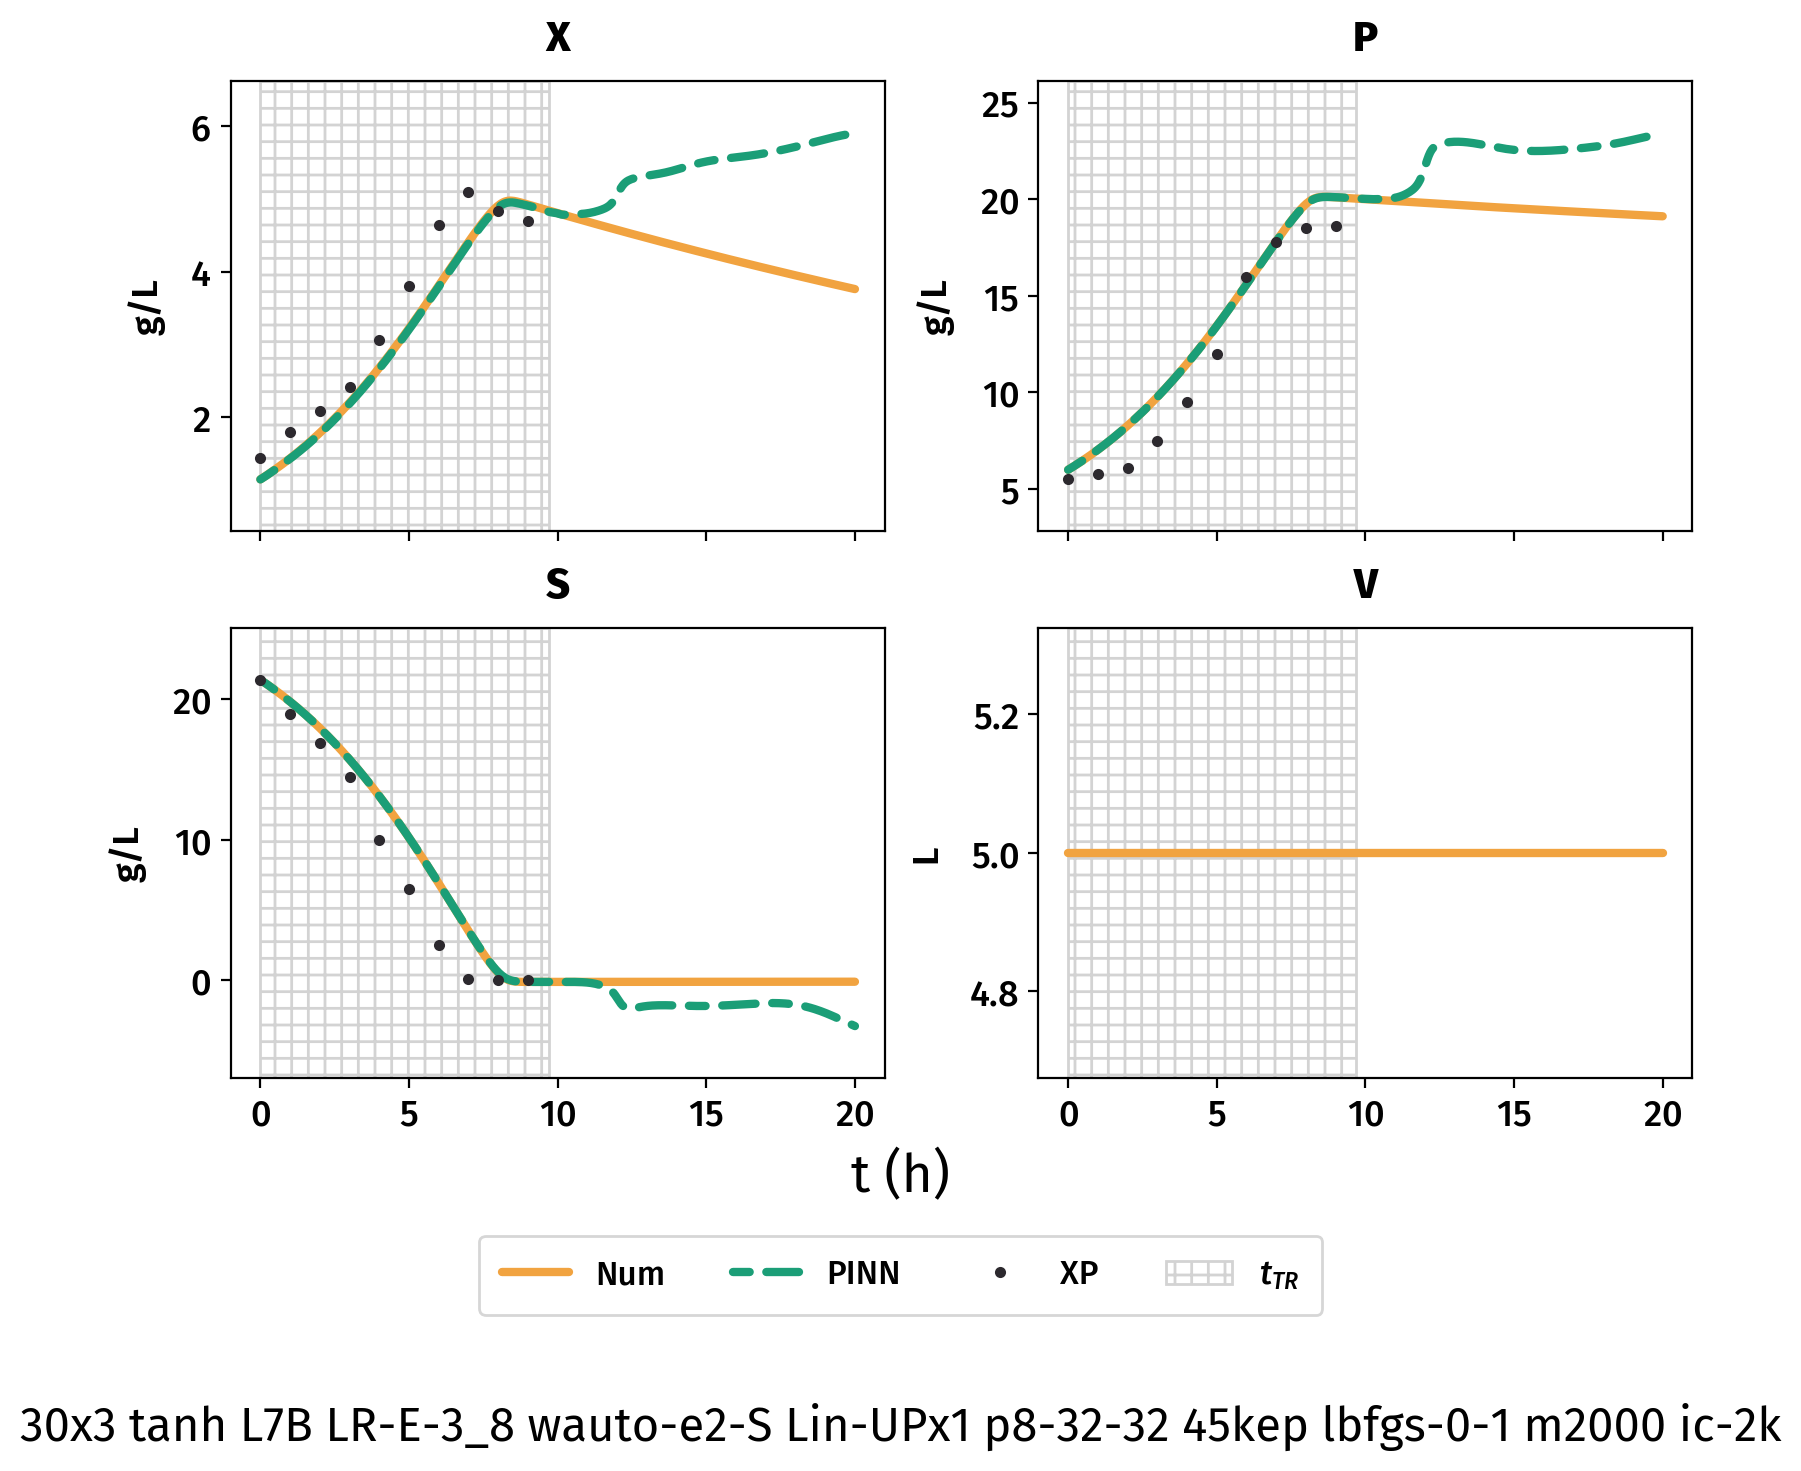 X
P
6
4
2
g/L
25
20
15
10
5
g/L
S
V
20
10
0
g/L
5.2
5.0
4.8
L
0 5 10 15 20
0 5 10 15 20
t (h)
Num PINN XP tTR
30x3 tanh L7B LR-E-3_8 wauto-e2-S Lin-UPx1 p8-32-32 45kep lbfgs-0-1 m2000 ic-2k